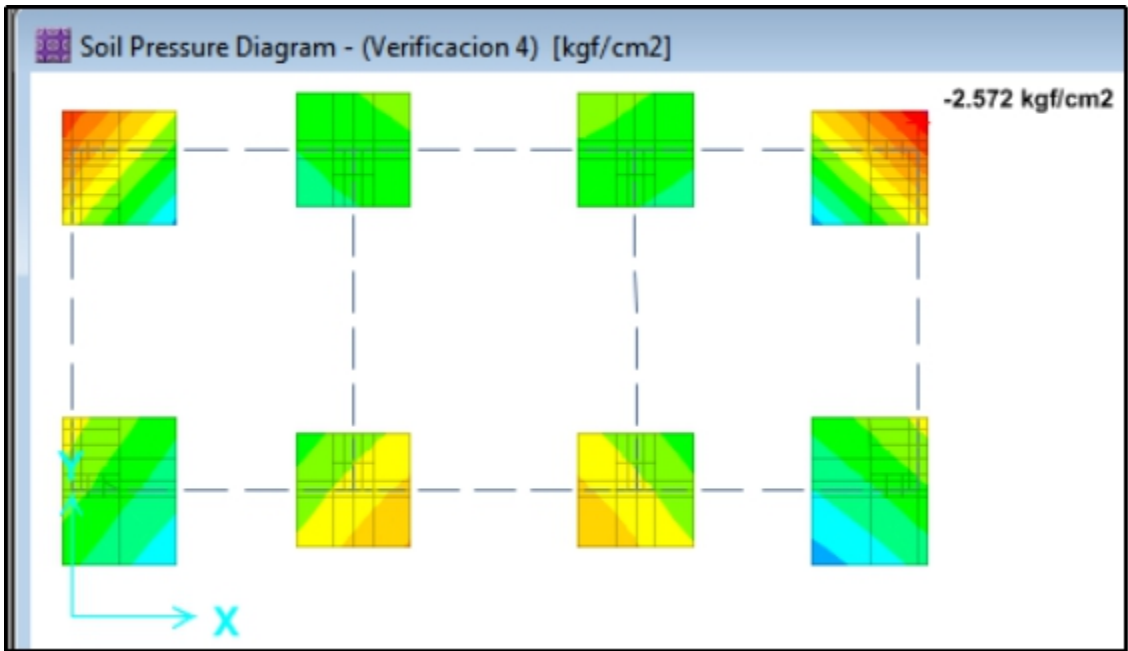 Soil Pressure Diagram - (Verificacion 4) [kgf/cm2]
-2.572 kgf/cm2
Y
X